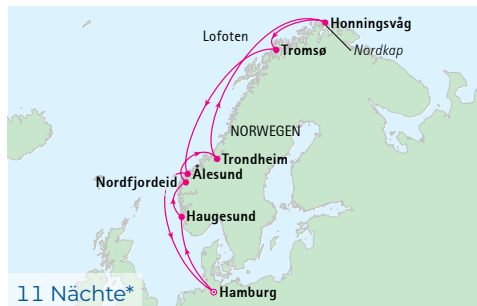 Honningsvåg
Lofoten
Nordkap
Tromsø
NORWEGEN
Trondheim
Ålesund
Nordfjordeid
Haugesund
11 Nächte*
Hamburg